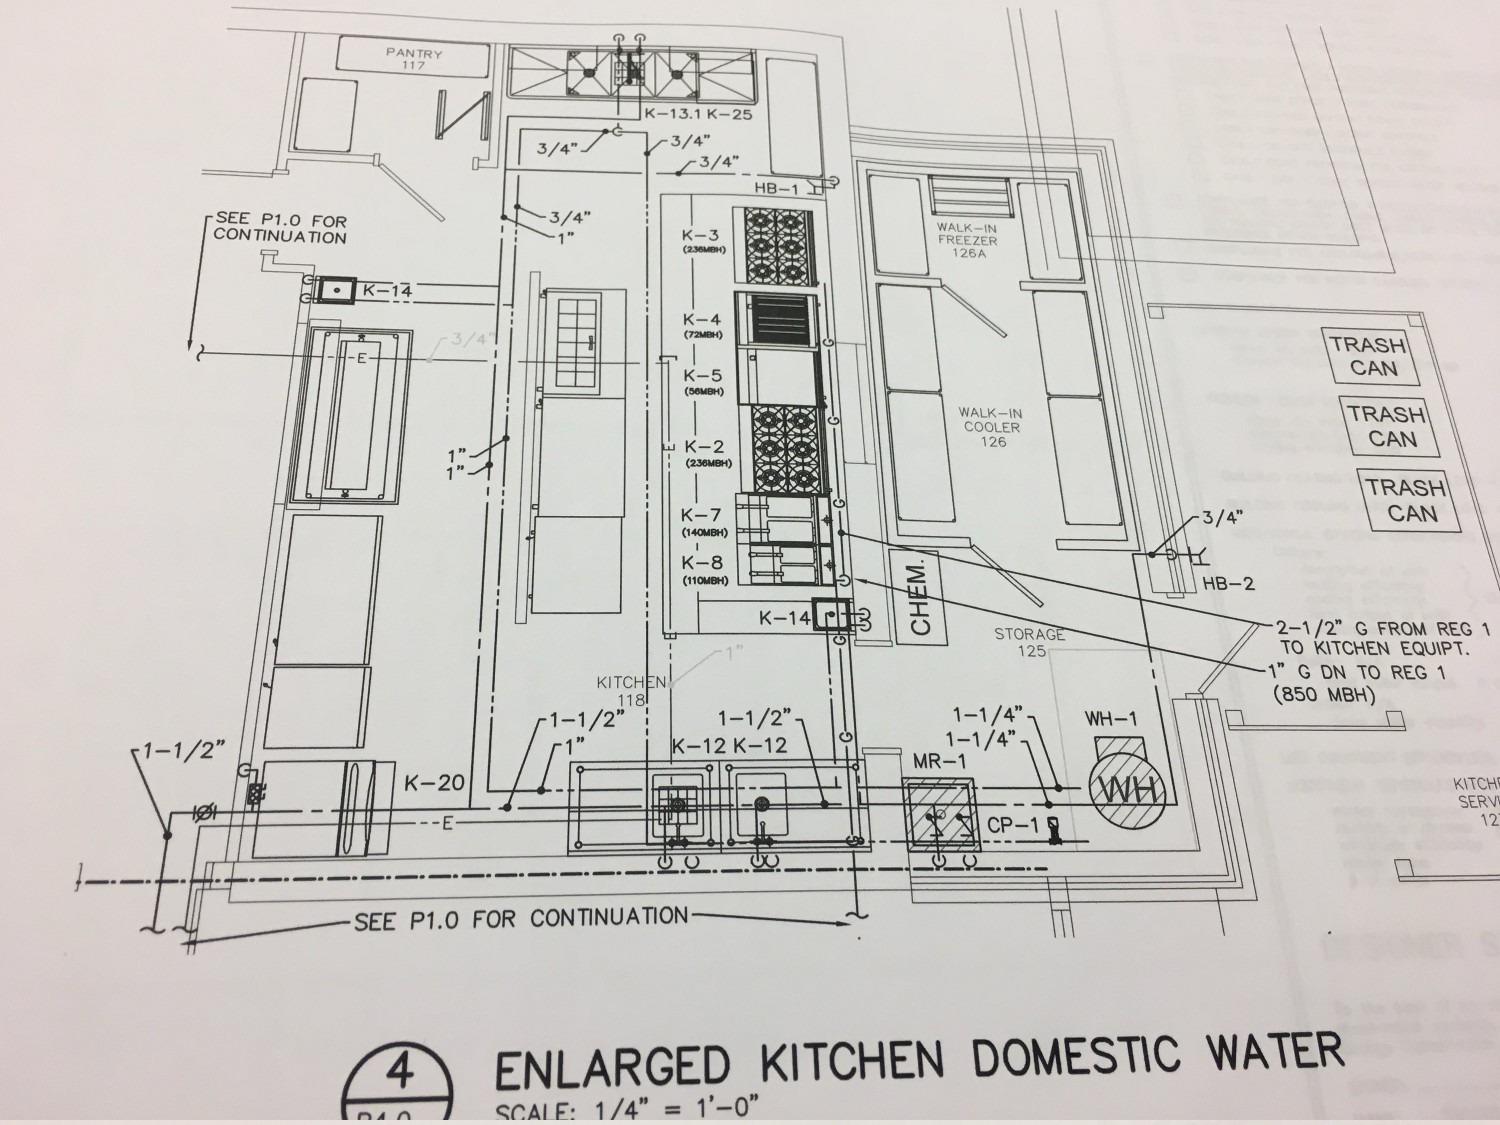 PANTRY
117
K-13.1 K-25
3/4"
3/4"
3/4"
HB-1
3/4"
1"
SEE P1.0 FOR
CONTINUATION
K-14
3/4"
E
K-3
(236MBH)
K-4
(72MBH)
K-5
(56MBH)
K-2
(236MBH)
K-7
(140MBH)
K-8
(110MBH)
G
G
G
G
G
G
WALK-IN
FREEZER
126A
WALK-IN
COOLER
126
TRASH
CAN
TRASH
CAN
TRASH
CAN
1"
1"
E
3/4"
HB-2
CHEM.
K-14
STORAGE
125
2-1/2" G FROM REG 1
TO KITCHEN EQUIPT.
1" G DN TO REG 1
(850 MBH)
KITCHEN
118
1"
1-1/2"
1"
1-1/2"
K-12 K-12
1-1/4"
1-1/4"
WH-1
WH
MR-1
CP-1
1-1/2"
K-20
E
SEE P1.0 FOR CONTINUATION
4
P1.0
ENLARGED KITCHEN DOMESTIC WATER
SCALE: 1/4" = 1'-0"